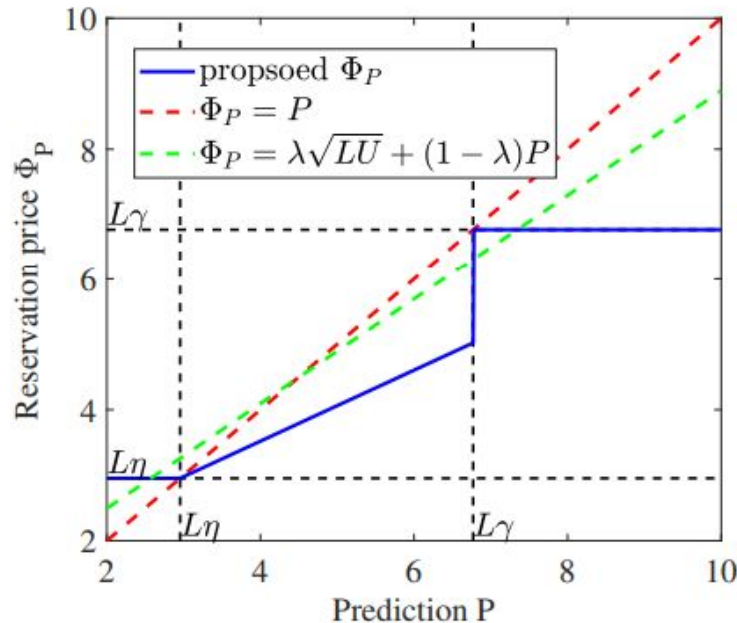 10
propsoed Φ_P
Φ_P = P
Φ_P = λ√LU + (1 − λ)P
8
Lγ
6
4
Lη
2
Lη
Lγ
2 4 6 8 10
Reservation price Φ_P
Prediction P